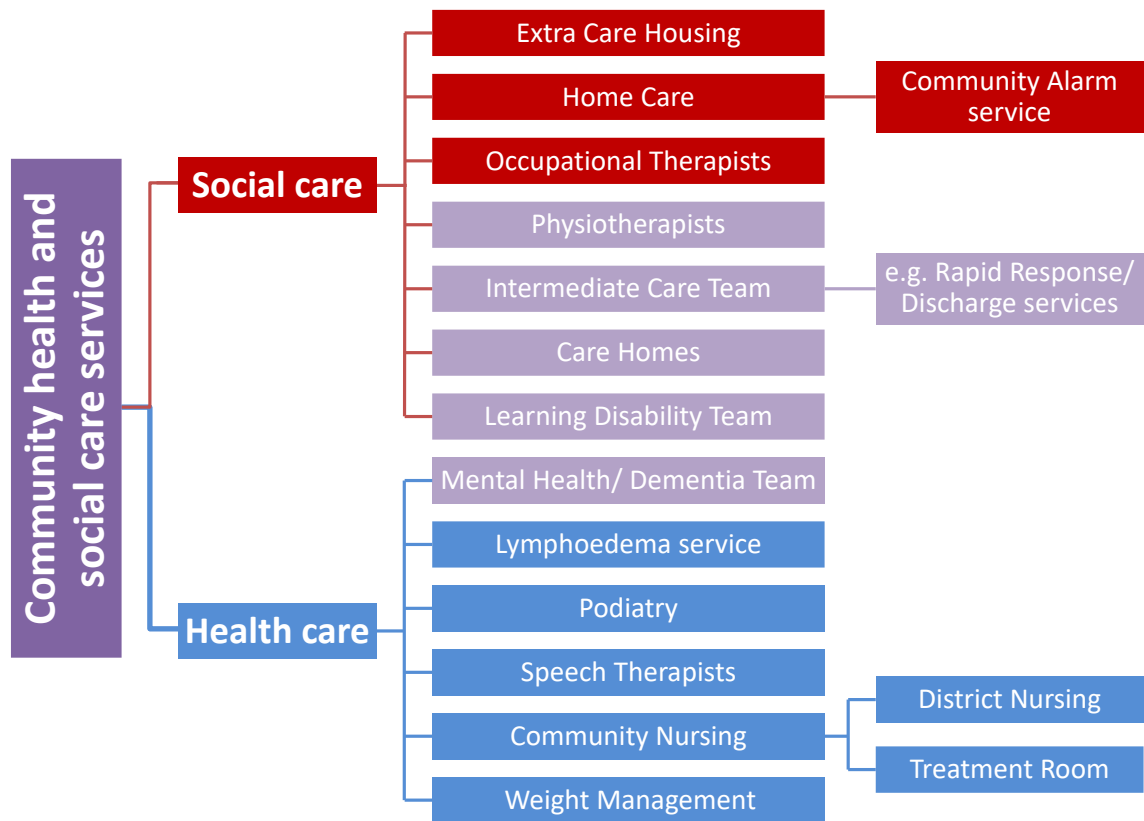 Community health and
social care services
Social care
Extra Care Housing
Home Care
Community Alarm
service
Occupational Therapists
Physiotherapists
Intermediate Care Team
e.g. Rapid Response/
Discharge services
Care Homes
Learning Disability Team
Health care
Mental Health/ Dementia Team
Lymphoedema service
Podiatry
Speech Therapists
Community Nursing
District Nursing
Treatment Room
Weight Management